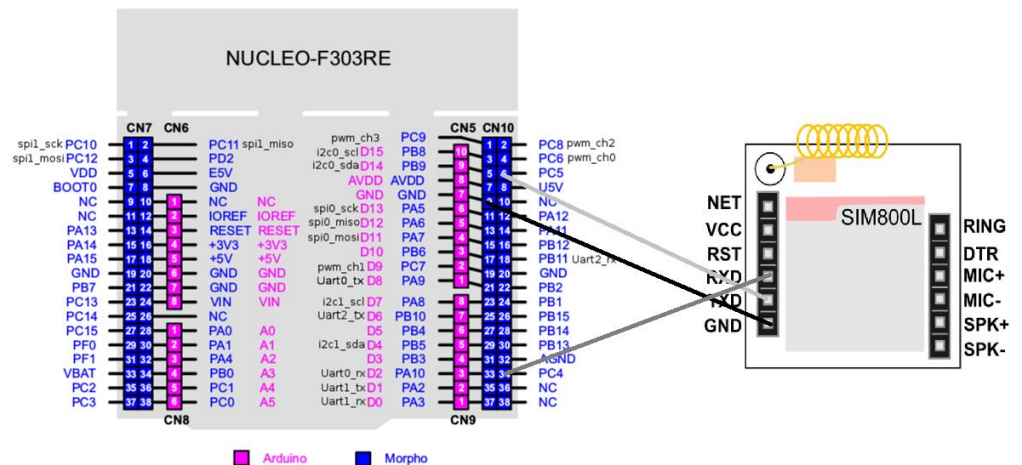 NUCLEO-F303RE
CN7 CN6
spi1_sck PC10 1 2 PC11 spi1_miso
spi1_mosi PC12 3 4 PD2
VDD 5 6 E5V
BOOT0 7 8 GND
NC 9 10 1 NC NC
NC 11 12 2 IOREF IOREF
PA13 13 14 3 RESET RESET
PA14 15 16 4 +3V3 +3V3
PA15 17 18 5 +5V +5V
GND 19 20 6 GND GND
PB7 21 22 7 GND GND
PC13 23 24 8 VIN VIN
PC14 25 26 NC
PC15 27 28 1 PA0 A0
PF0 29 30 2 PA1 A1
PF1 31 32 3 PA4 A2
VBAT 33 34 4 PB0 A3
PC2 35 36 5 PC1 A4
PC3 37 38 6 PC0 A5
CN8
CN5 CN10
pwm_ch3 PC9 1 2 PC8 pwm_ch2
i2c0_scl D15 PB8 10 3 4 PC6 pwm_ch0
i2c0_sda D14 PB9 9 5 6 PC5
AVDD AVDD 8 7 8 U5V
GND GND 7 9 10 NC
spi0_sck D13 PA5 6 11 12 PA12
spi0_miso D12 PA6 5 13 14 PA11
spi0_mosi D11 PA7 4 15 16 PB12
D10 PB6 3 17 18 PB11 Uart2_rx
pwm_ch1 D9 PC7 2 19 20 GND
Uart0_tx D8 PA9 1 21 22 PB2
i2c1_scl D7 PA8 8 23 24 PB1
Uart2_tx D6 PB10 7 25 26 PB15
D5 PB4 6 27 28 PB14
i2c1_sda D4 PB5 5 29 30 PB13
D3 PB3 4 31 32 AGND
Uart0_rx D2 PA10 3 33 34 PC4
Uart1_tx D1 PA2 2 35 36 NC
Uart1_rx D0 PA3 1 37 38 NC
CN9
Arduino Morpho
SIM800L
NET
VCC
RST
RXD
TXD
GND
RING
DTR
MIC+
MIC-
SPK+
SPK-